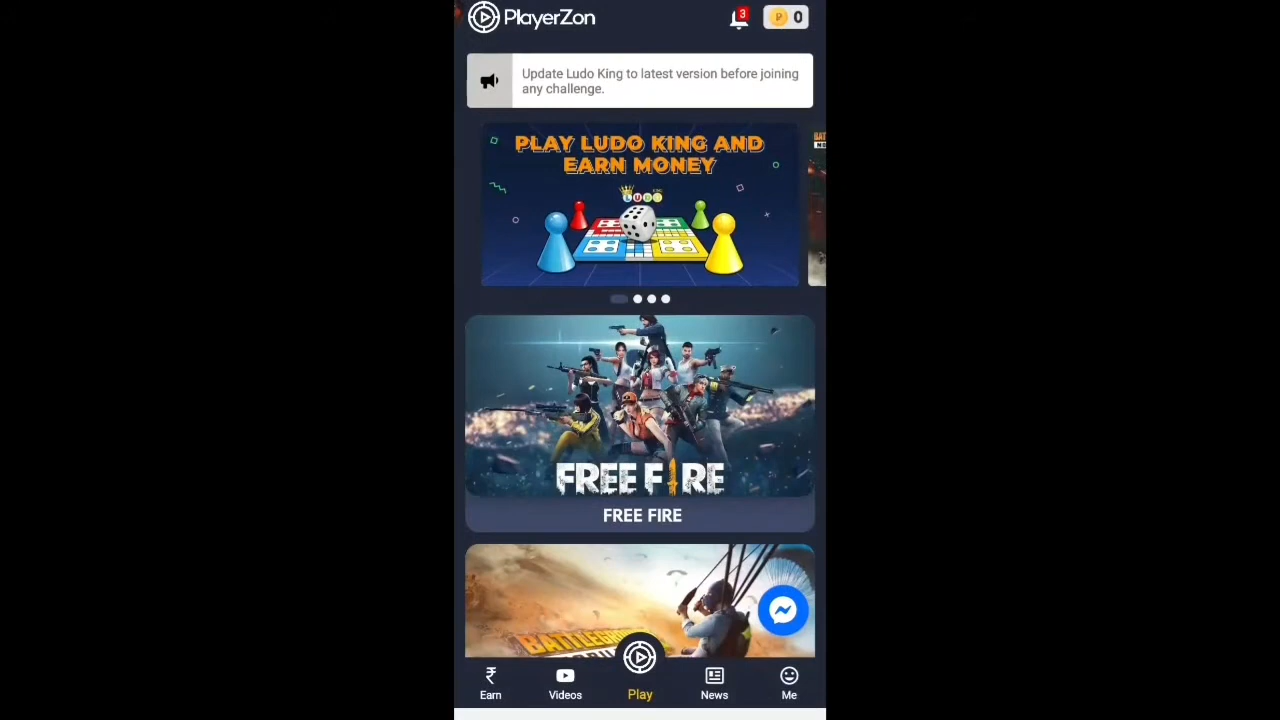 PlayerZon
3
P 0
Update Ludo King to latest version before joining
any challenge.
PLAY LUDO KING AND
EARN MONEY
LUDO
FREE FIRE
FREE FIRE
Earn
Videos
Play
News
Me